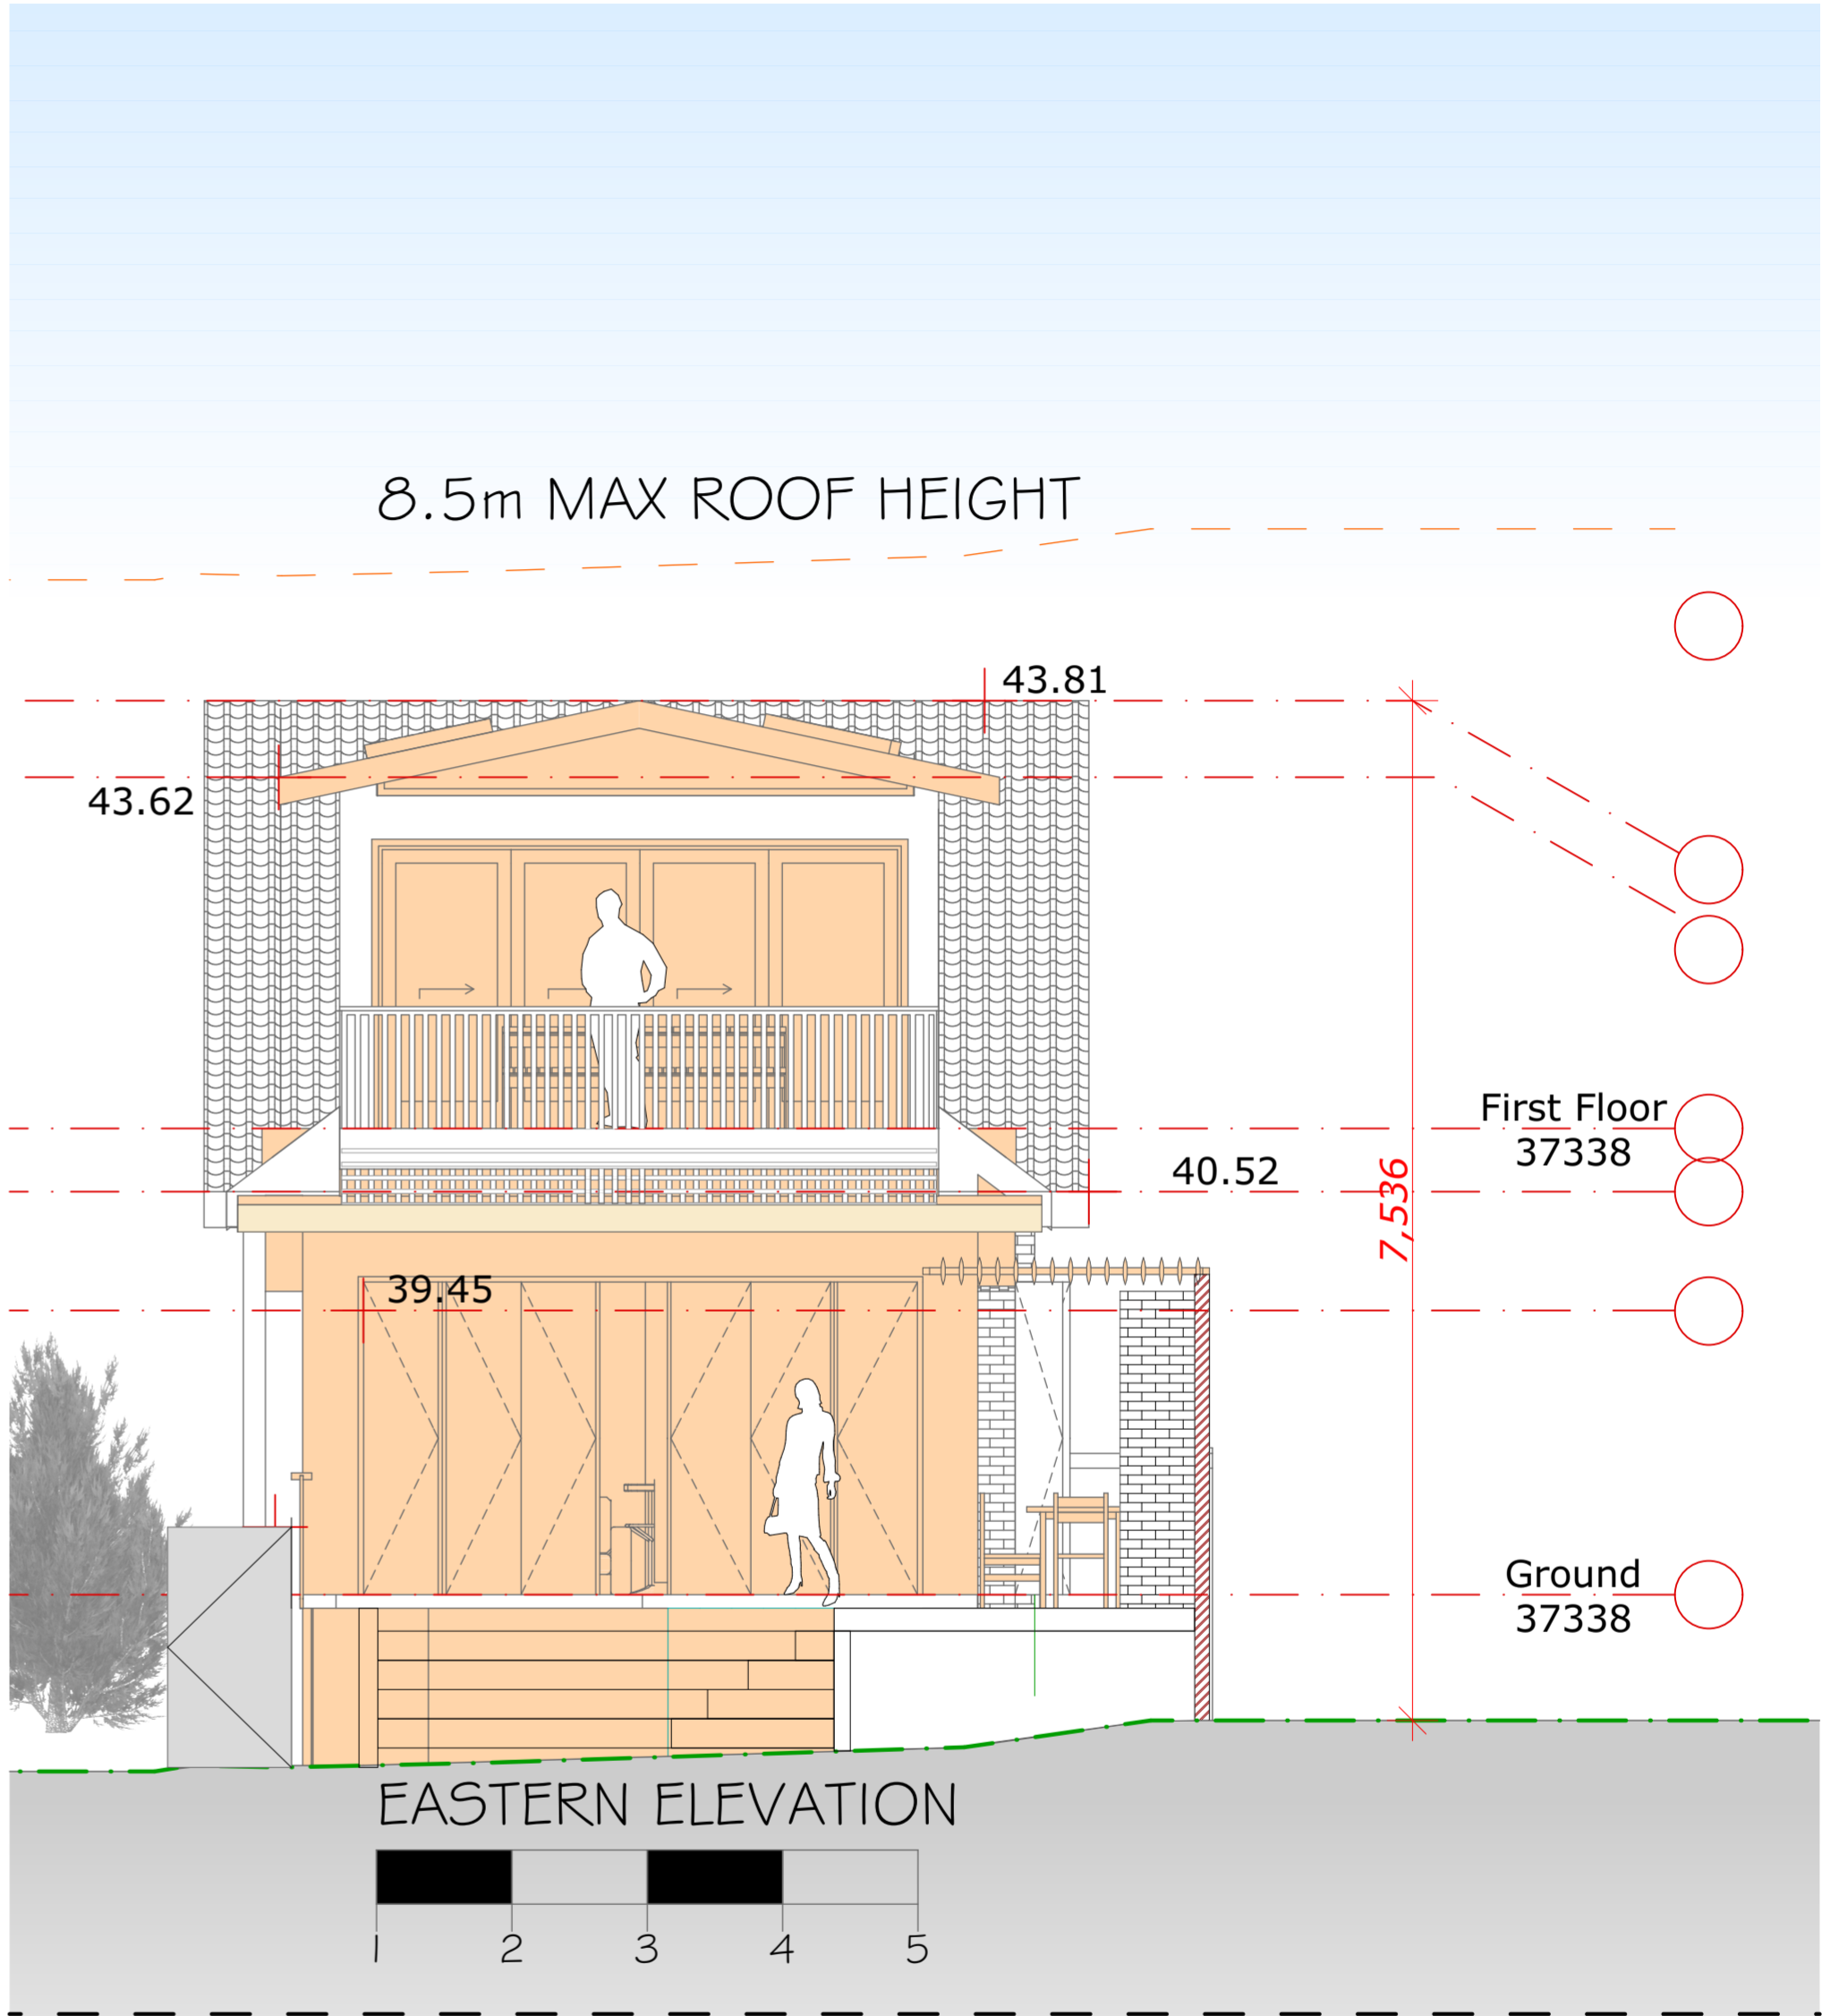 8.5m MAX ROOF HEIGHT
43.81
43.62
First Floor
37338
40.52
7,536
39.45
Ground
37338
EASTERN ELEVATION
1 2 3 4 5